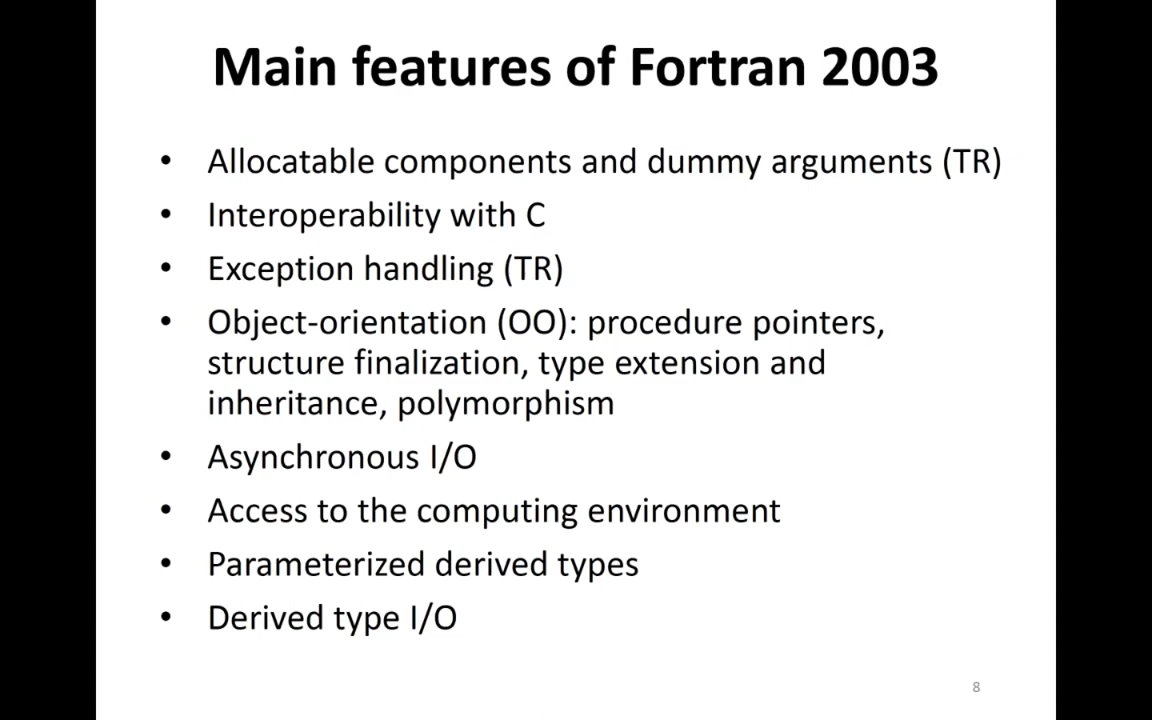 Main features of Fortran 2003
• Allocatable components and dummy arguments (TR)
• Interoperability with C
• Exception handling (TR)
• Object-orientation (OO): procedure pointers,
structure finalization, type extension and
inheritance, polymorphism
• Asynchronous I/O
• Access to the computing environment
• Parameterized derived types
• Derived type I/O
8